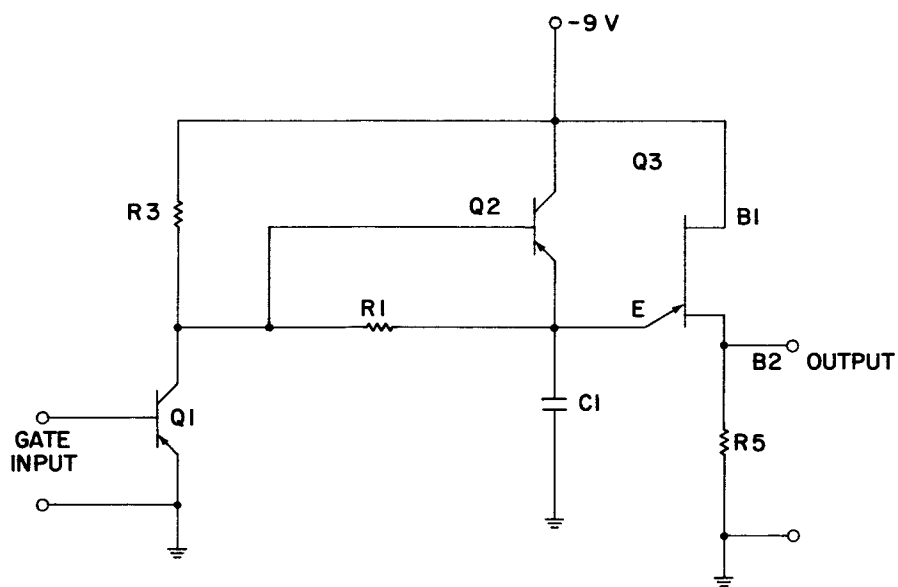 -9 V
Q3
R3
Q2
B1
R1
E
B2 OUTPUT
C1
Q1
GATE
INPUT
R5